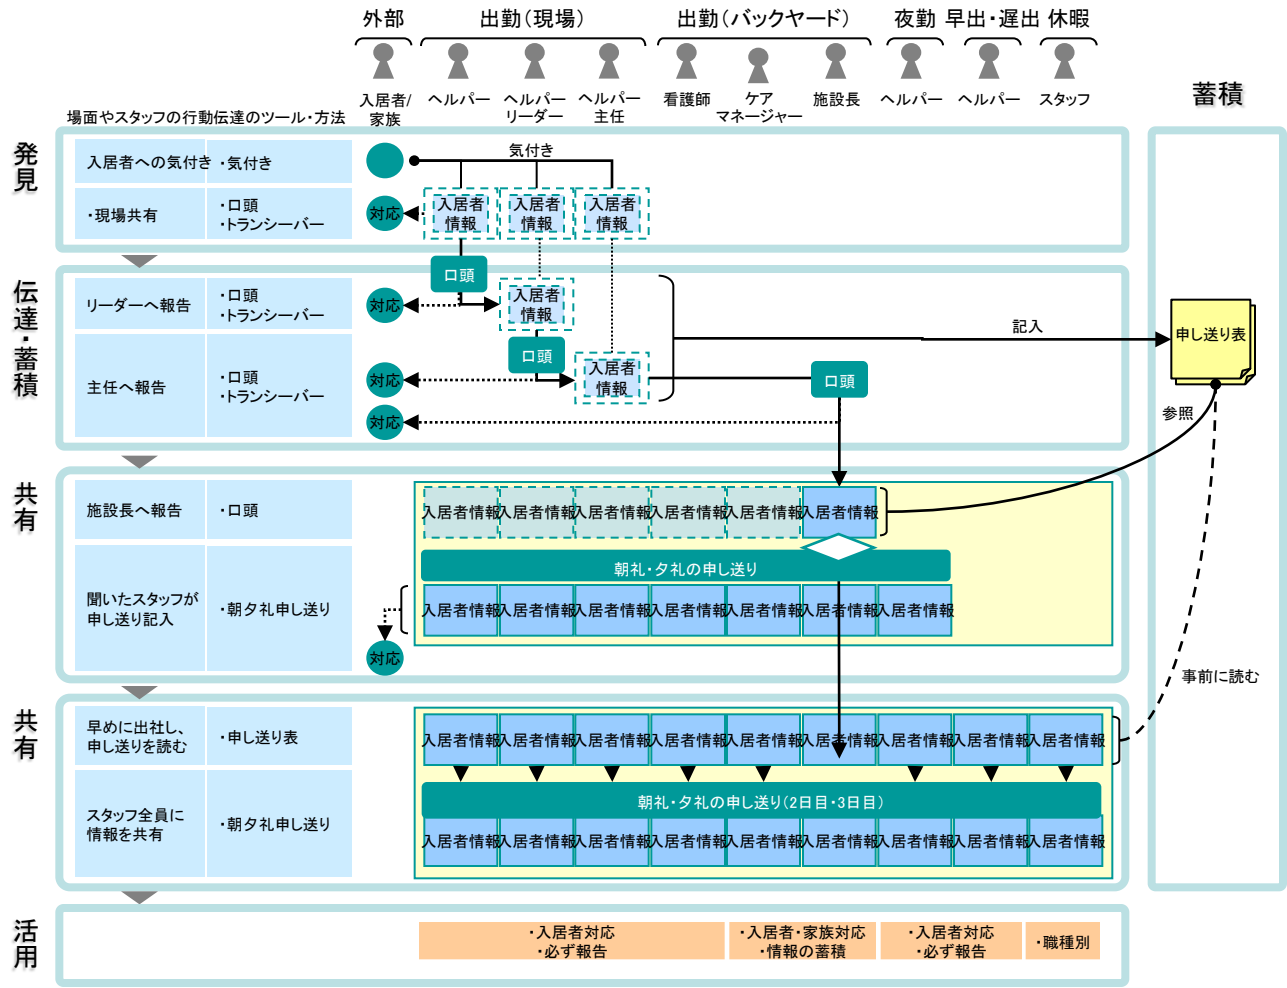 外部
出勤(現場)
出勤(バックヤード)
夜勤
早出・遅出
休暇
入居者/
家族
ヘルパー
ヘルパー
リーダー
ヘルパー
主任
看護師
ケア
マネージャー
施設長
ヘルパー
ヘルパー
スタッフ
蓄積
場面やスタッフの行動
伝達のツール・方法
発見
入居者への気付き
・気付き
気付き
・現場共有
・口頭
・トランシーバー
対応
入居者
情報
入居者
情報
入居者
情報
口頭
伝達・蓄積
リーダーへ報告
・口頭
・トランシーバー
対応
入居者
情報
記入
申し送り表
口頭
主任へ報告
・口頭
・トランシーバー
対応
入居者
情報
口頭
対応
参照
共有
施設長へ報告
・口頭
入居者情報
入居者情報
入居者情報
入居者情報
入居者情報
入居者情報
朝礼・夕礼の申し送り
聞いたスタッフが
申し送り記入
・朝夕礼申し送り
入居者情報
入居者情報
入居者情報
入居者情報
入居者情報
入居者情報
入居者情報
対応
事前に読む
共有
早めに出社し、
申し送りを読む
・申し送り表
入居者情報
入居者情報
入居者情報
入居者情報
入居者情報
入居者情報
入居者情報
入居者情報
入居者情報
朝礼・夕礼の申し送り(2日目・3日目)
スタッフ全員に
情報を共有
・朝夕礼申し送り
入居者情報
入居者情報
入居者情報
入居者情報
入居者情報
入居者情報
入居者情報
入居者情報
入居者情報
活用
・入居者対応
・必ず報告
・入居者・家族対応
・情報の蓄積
・入居者対応
・必ず報告
・職種別